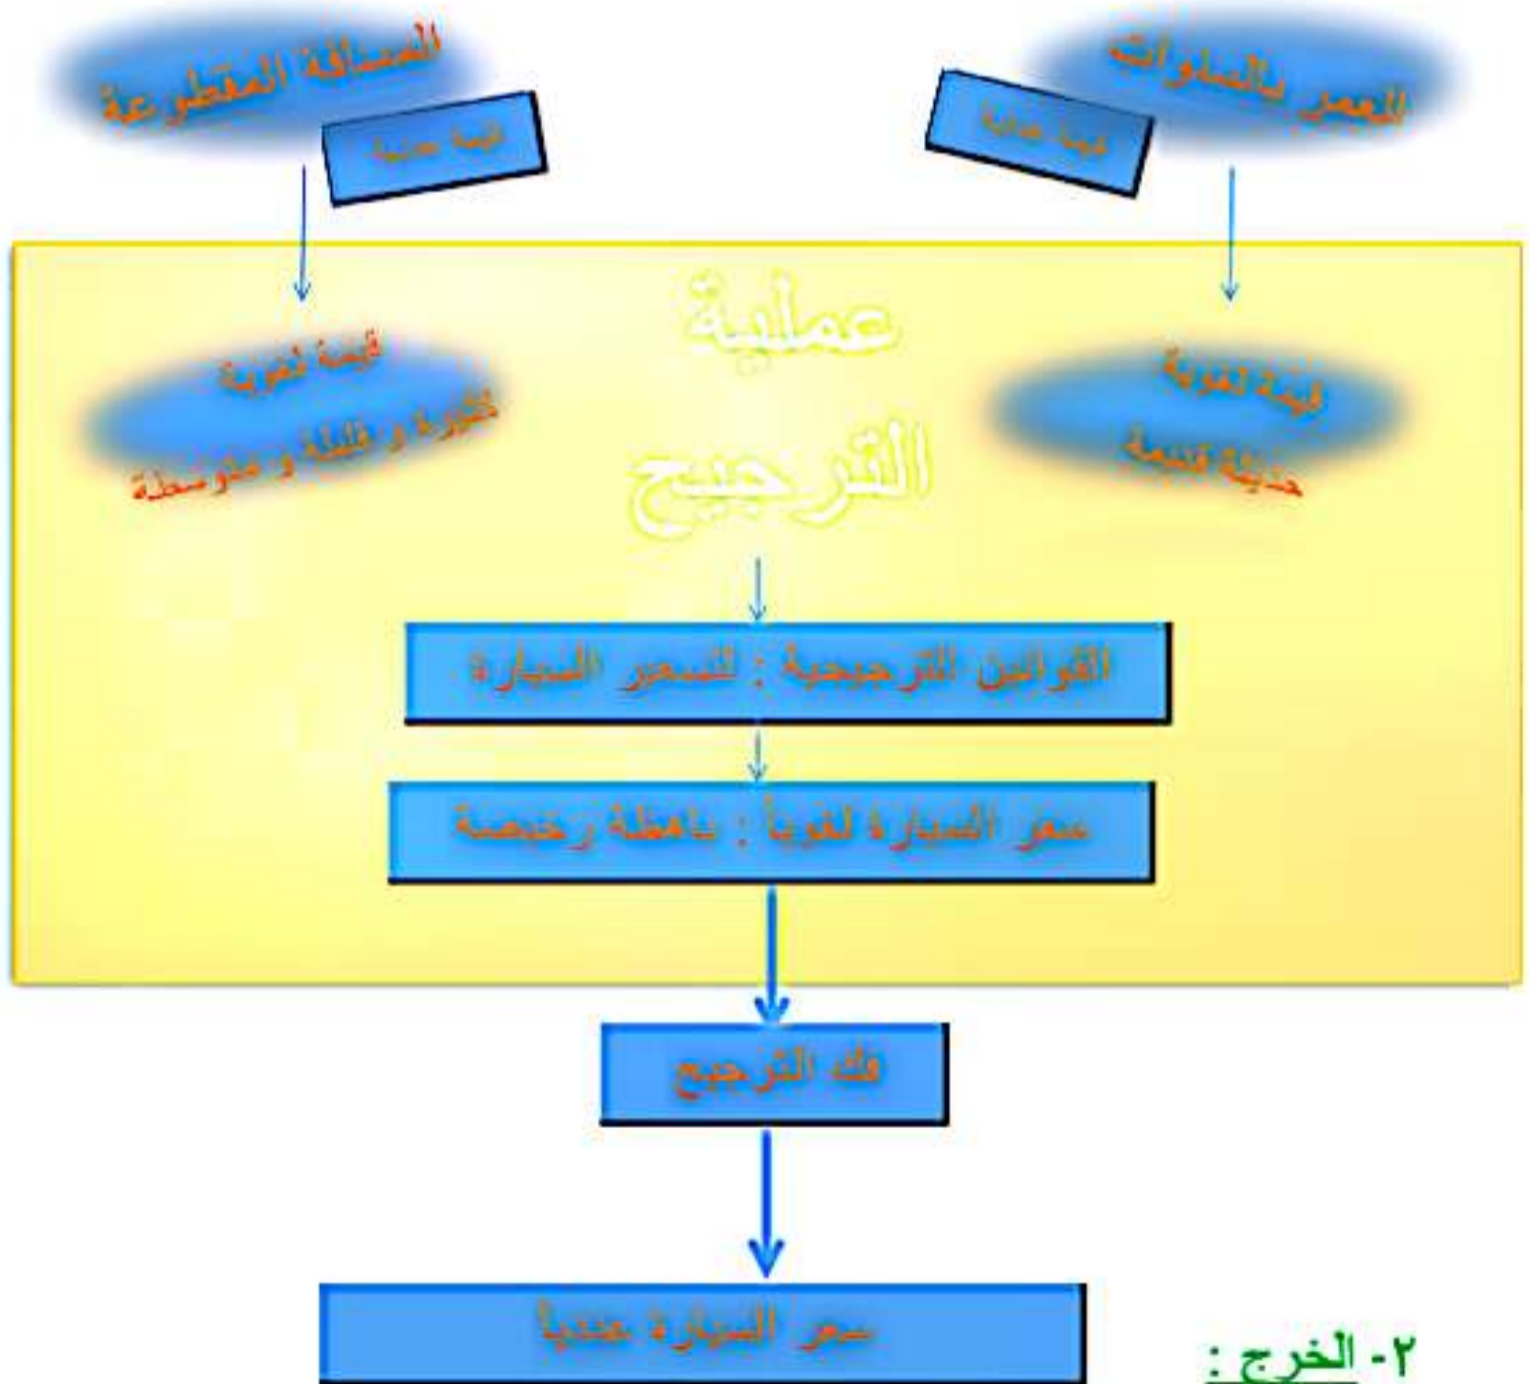 العمر بالسنوات
قيمة عددية
المسافة المقطوعة
قيمة عددية
عملية
الترجيح
قيمة لغوية
حديثة قديمة
قيمة لغوية
كثيرة و قليلة و متوسطة
القوانين الترجيحية : لتسعير السيارة
سعر السيارة لغوياً : باهظة رخيصة
فك الترجيح
سعر السيارة عددياً
٢- الخرج :